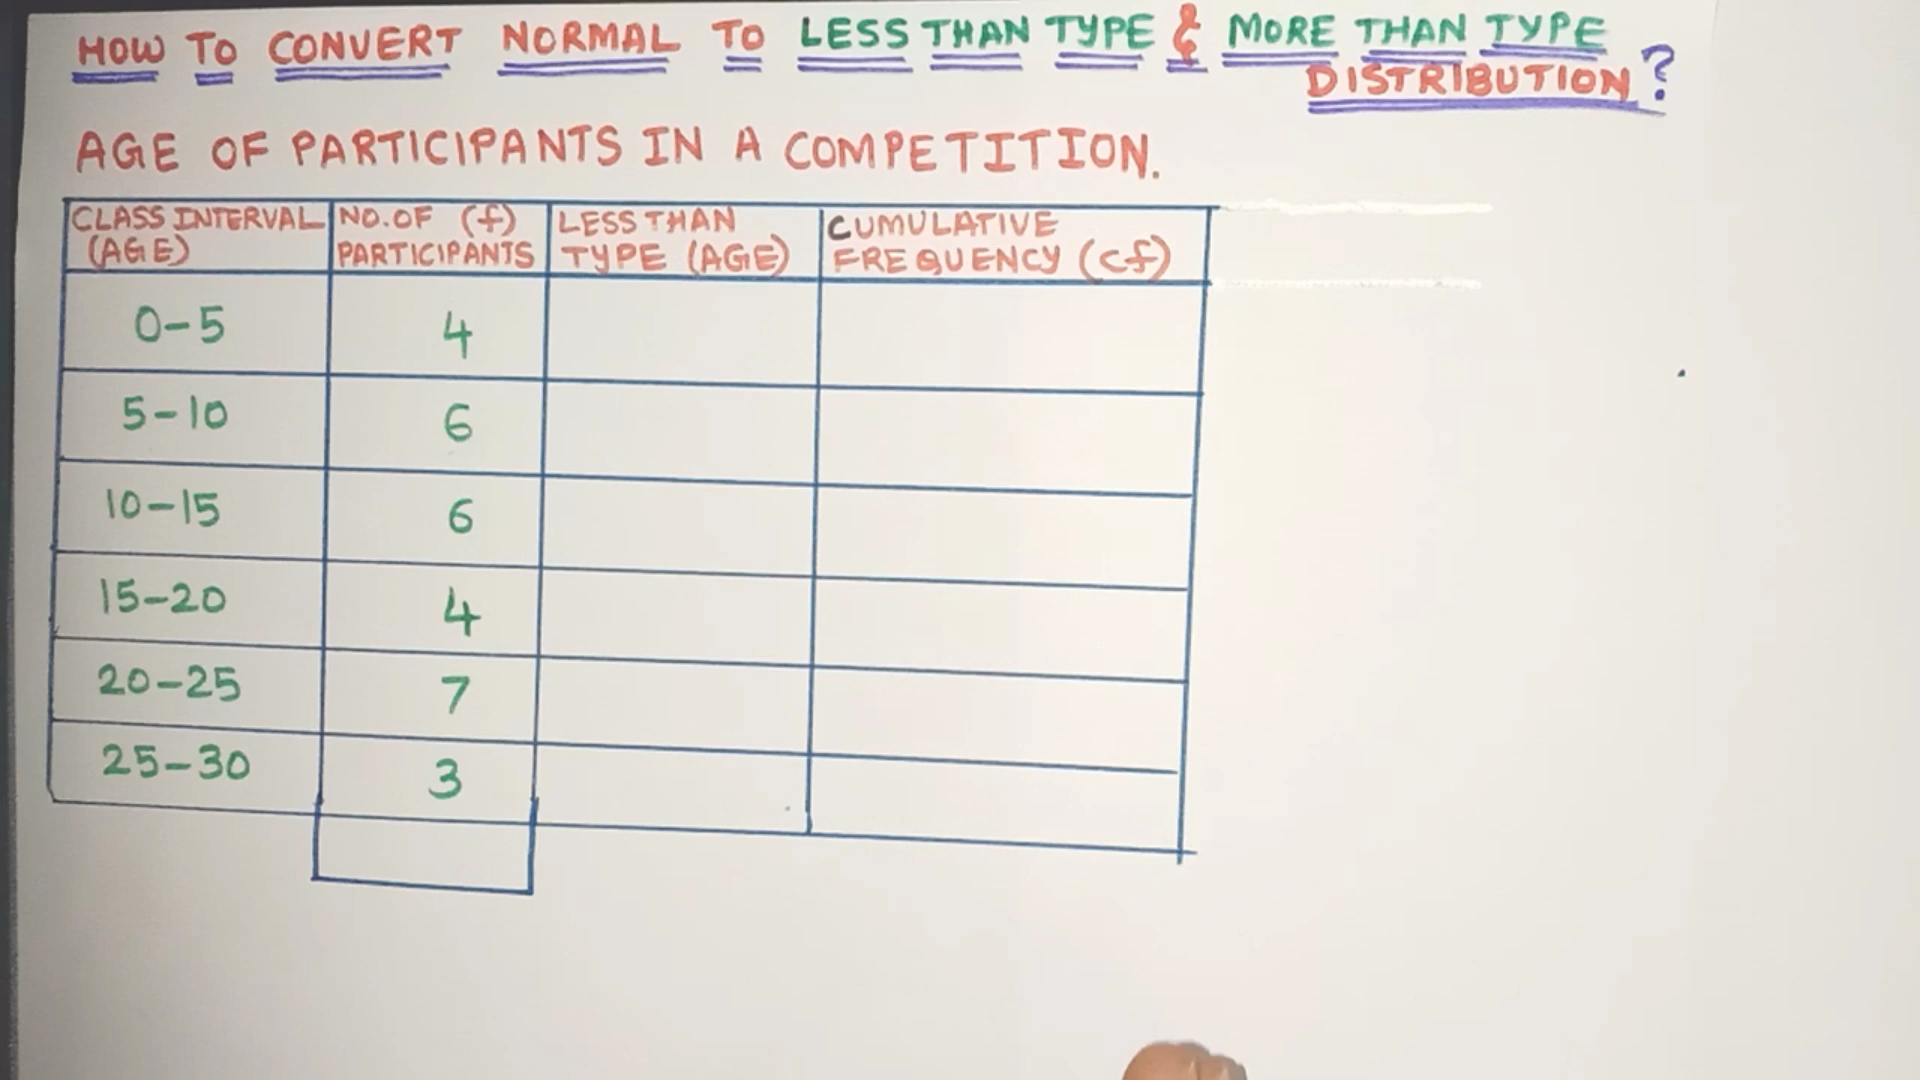 HOW TO CONVERT NORMAL TO LESS THAN TYPE & MORE THAN TYPE
DISTRIBUTION?
AGE OF PARTICIPANTS IN A COMPETITION.
CLASS INTERVAL (AGE) NO. OF (f) PARTICIPANTS LESS THAN TYPE (AGE) CUMULATIVE FREQUENCY (cf)
0-5 4
5-10 6
10-15 6
15-20 4
20-25 7
25-30 3